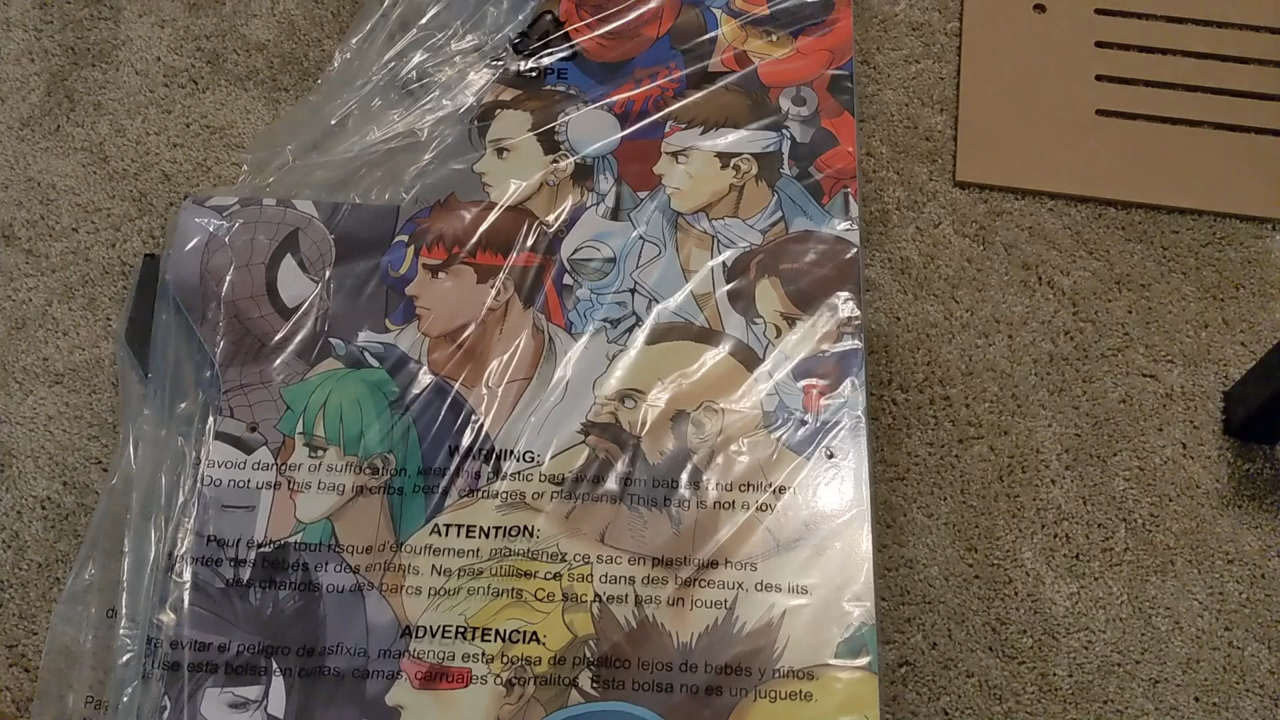 LDPE
WARNING:
avoid danger of suffocation, keep this plastic bag away from babies and children.
Do not use this bag in cribs, beds, carriages or playpens. This bag is not a toy.
ATTENTION:
Pour éviter tout risque d'étouffement, maintenez ce sac en plastique hors
portée des bébés et des enfants. Ne pas utiliser ce sac dans des berceaux, des lits,
des chariots ou des parcs pour enfants. Ce sac n'est pas un jouet.
ADVERTENCIA:
evitar el peligro de asfixia, mantenga esta bolsa de plástico lejos de bebés y niños.
use esta bolsa en cunas, camas, carruajes o corralitos. Esta bolsa no es un juguete.